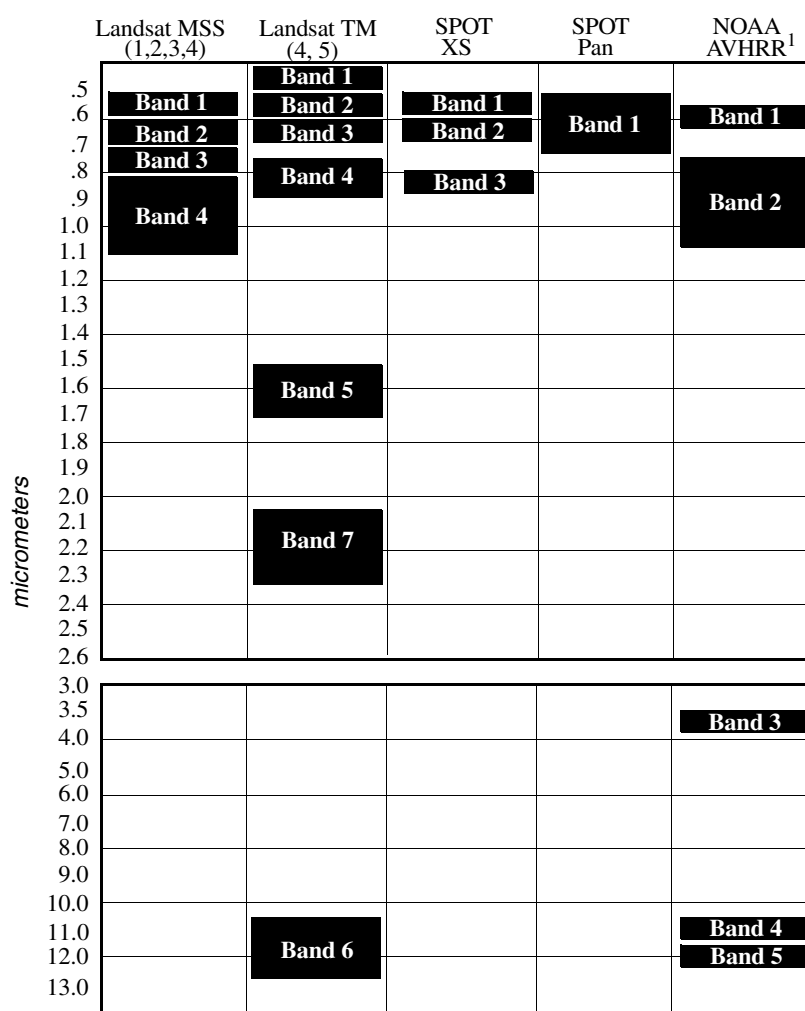 Landsat MSS (1,2,3,4)
Landsat TM (4, 5)
SPOT XS
SPOT Pan
NOAA AVHRR1
micrometers
.5
.6
.7
.8
.9
1.0
1.1
1.2
1.3
1.4
1.5
1.6
1.7
1.8
1.9
2.0
2.1
2.2
2.3
2.4
2.5
2.6
3.0
3.5
4.0
5.0
6.0
7.0
8.0
9.0
10.0
11.0
12.0
13.0
Band 1
Band 2
Band 3
Band 4
Band 1
Band 2
Band 3
Band 4
Band 5
Band 7
Band 6
Band 1
Band 2
Band 3
Band 1
Band 1
Band 2
Band 3
Band 4
Band 5